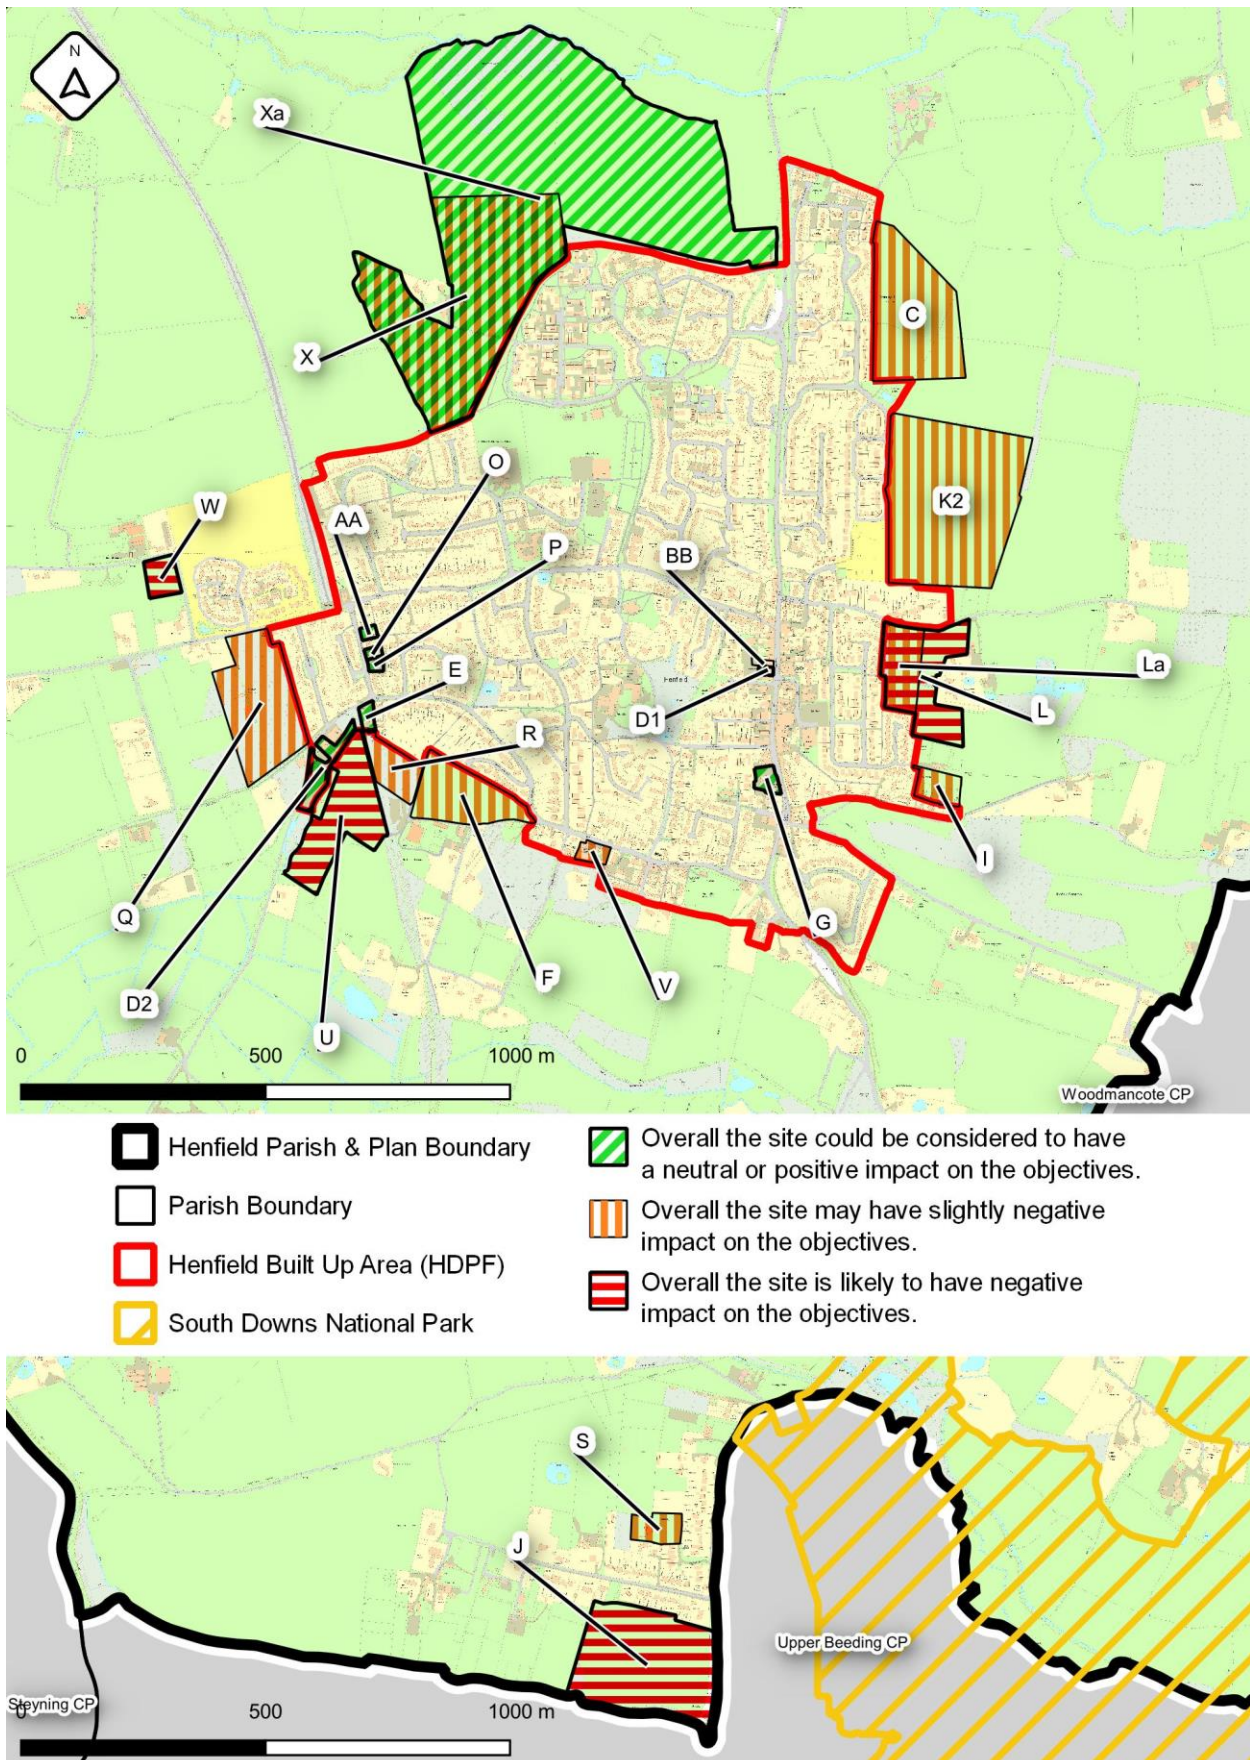 N
Xa
C
X
O
W
AA
P
K2
BB
E
La
D1
L
R
I
Q
G
F
V
D2
U
0 500 1000 m
Woodmancote CP
Henfield Parish & Plan Boundary
Parish Boundary
Henfield Built Up Area (HDPF)
South Downs National Park
Overall the site could be considered to have
a neutral or positive impact on the objectives.
Overall the site may have slightly negative
impact on the objectives.
Overall the site is likely to have negative
impact on the objectives.
S
J
Upper Beeding CP
Steyning CP
0 500 1000 m